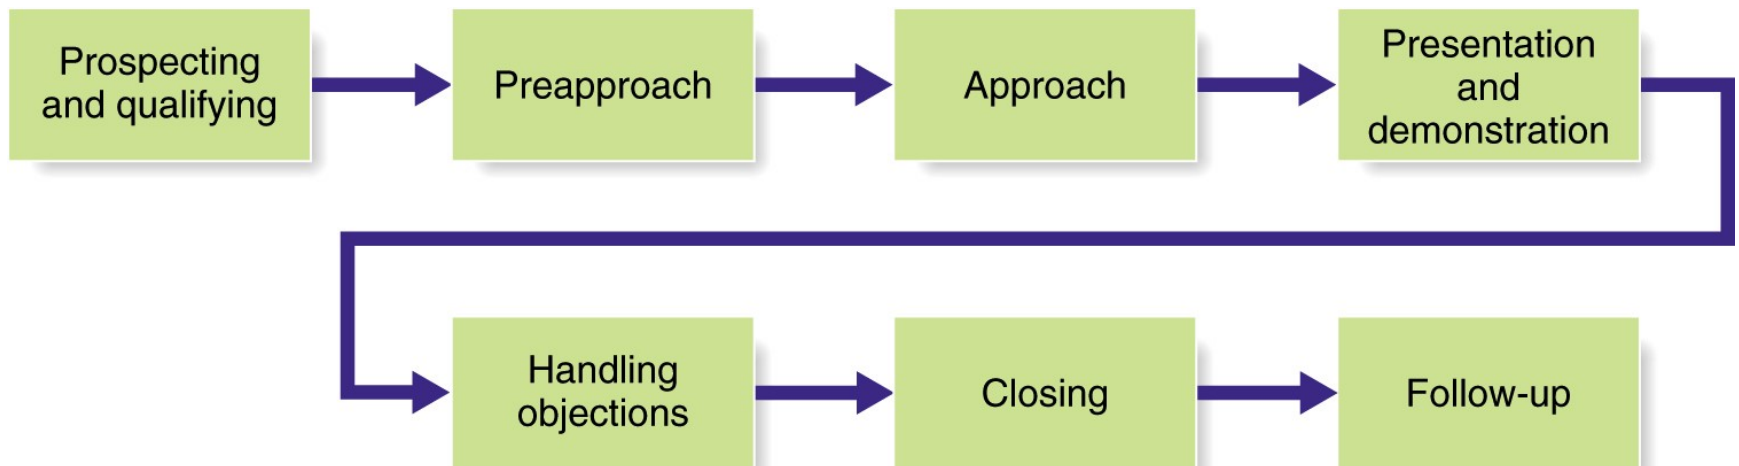 Prospecting
and qualifying
Preapproach
Approach
Presentation
and
demonstration
Handling
objections
Closing
Follow-up